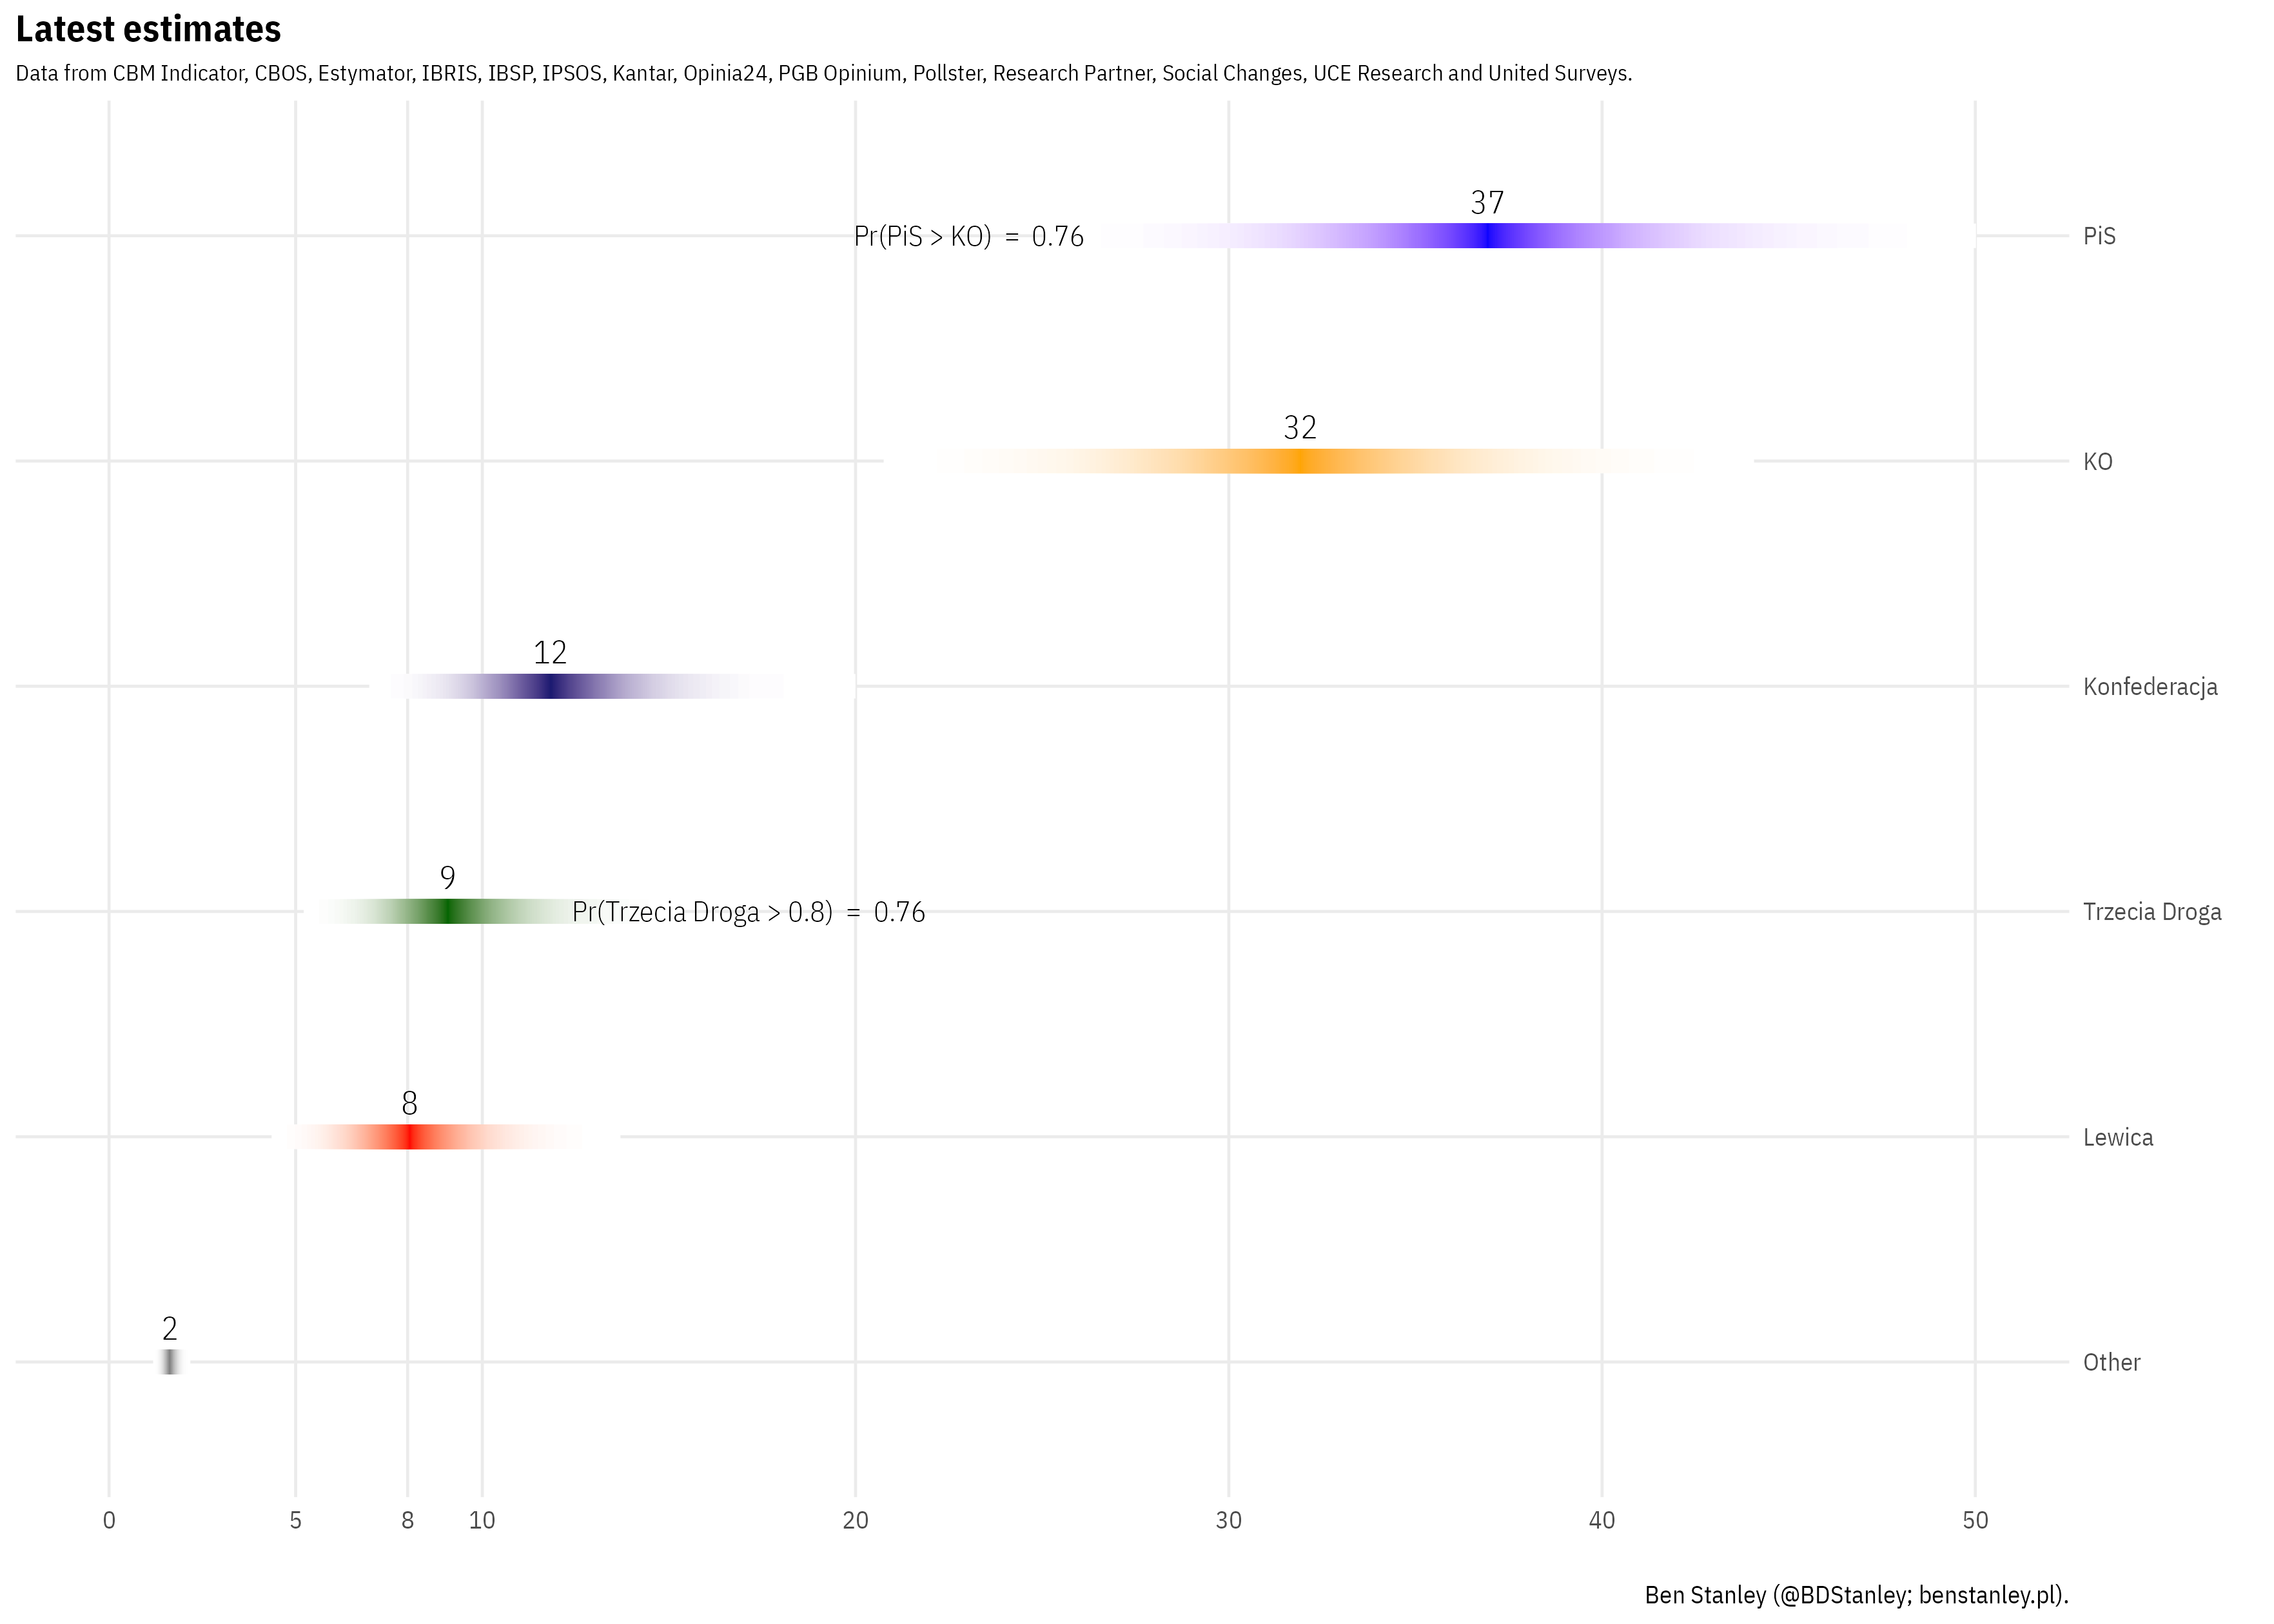 Latest estimates
Data from CBM Indicator, CBOS, Estymator, IBRIS, IBSP, IPSOS, Kantar, Opinia24, PGB Opinium, Pollster, Research Partner, Social Changes, UCE Research and United Surveys.
37
Pr(PiS > KO) = 0.76
PiS
32
KO
12
Konfederacja
9
Pr(Trzecia Droga > 0.8) = 0.76
Trzecia Droga
8
Lewica
2
Other
0 5 8 10 20 30 40 50
Ben Stanley (@BDStanley; benstanley.pl).